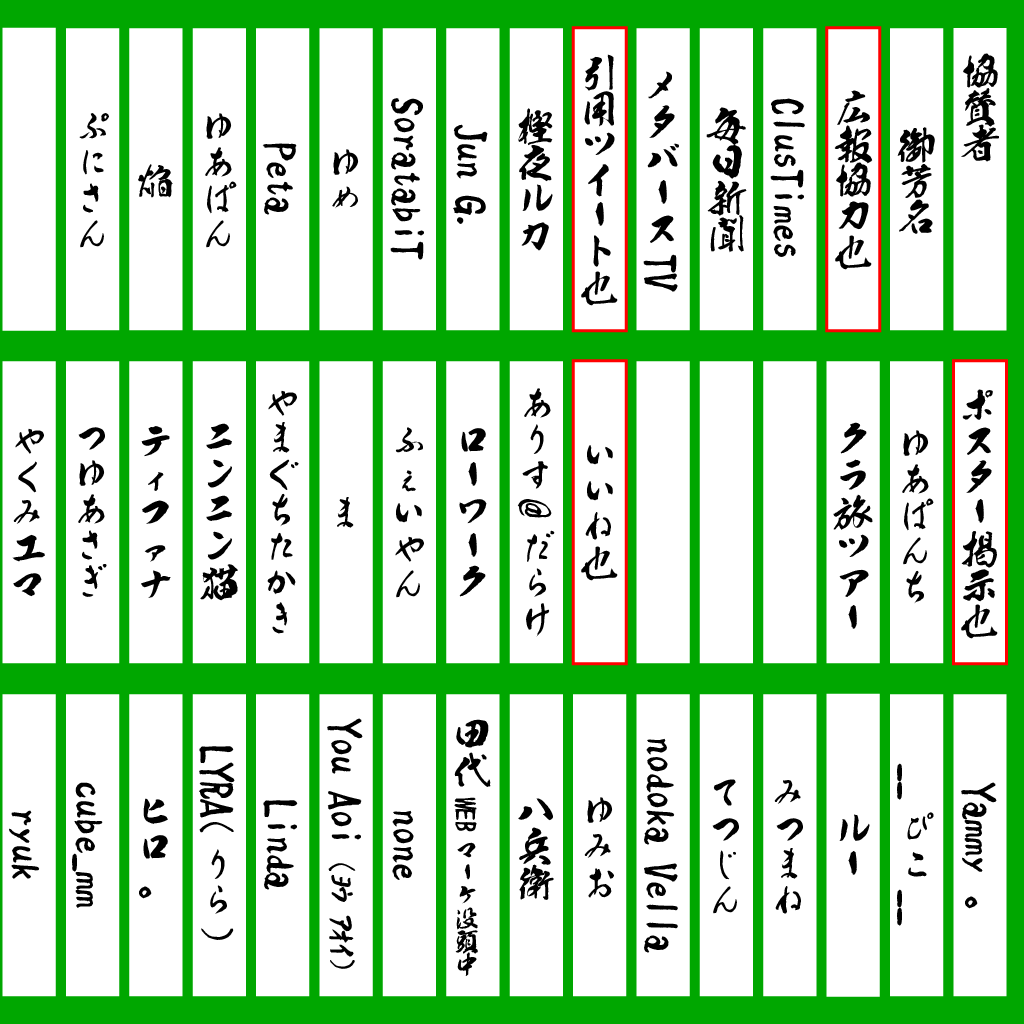 協賛者
御芳名
広報協力也
ClusTimes
毎日新聞
メタバースTV
引用ツイート也
樫夜ルカ
Jun G.
SoratabiT
ゆめ
Peta
ゆあぱん
焔
ぷにさん
ポスター掲示也
ゆあぱんち
クラ旅ツアー
いいね也
ありす@だらけ
ローワーク
ふぇいやん
ま
やまぐちたかき
ニンニン猫
ティファナ
つゆあさぎ
やくみユマ
Yammy。
--ぴこ--
ルー
みつまね
てつじん
nodoka Vella
ゆみお
八兵衛
田代WEBマーケ没頭中
none
You Aoi (ヨウ アオイ)
Linda
LYRA(りら)
ヒロ。
cube_mm
ryuk